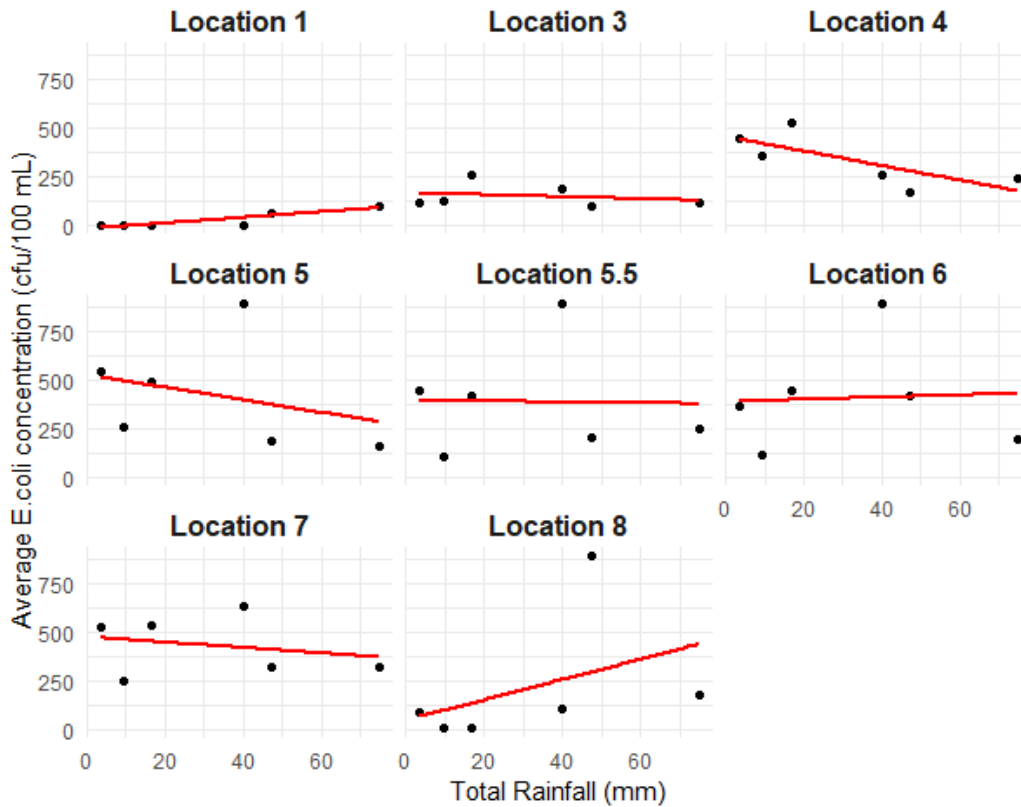 Location 1 Location 3 Location 4
750
500
250
0
Location 5 Location 5.5 Location 6
750
500
250
0
0 20 40 60
Location 7 Location 8
750
500
250
0
0 20 40 60 0 20 40 60
Total Rainfall (mm)
Average E.coli concentration (cfu/100 mL)